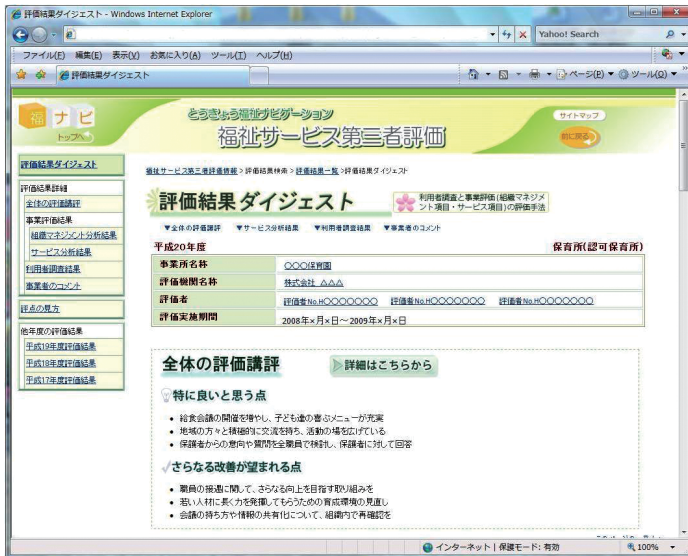 評価結果ダイジェスト - Windows Internet Explorer
Yahoo! Search
ファイル(F) 編集(E) 表示(V) お気に入り(A) ツール(T) ヘルプ(H)
評価結果ダイジェスト
ページ(P) ツール(O)
福ナビ
トップへ
とうきょう福祉ナビゲーション
福祉サービス第三者評価
サイトマップ
前に戻る
評価結果ダイジェスト
評価結果詳細
全体の評価講評
事業評価結果
組織マネジメント分析結果
サービス分析結果
利用者調査結果
事業者のコメント
評点の見方
他年度の評価結果
平成19年度評価結果
平成18年度評価結果
平成17年度評価結果
福祉サービス第三者評価情報 > 評価結果検索 > 評価結果一覧 > 評価結果ダイジェスト
評価結果ダイジェスト
利用者調査と事業評価(組織マネジメント項目・サービス項目)の評価手法
▼全体の評価講評 ▼サービス分析結果 ▼利用者調査結果 ▼事業者のコメント
平成20年度 保育所(認可保育所)
事業所名称 〇〇〇保育園
評価機関名称 株式会社 △△△
評価者 評価者No.H〇〇〇〇〇〇〇 評価者No.H〇〇〇〇〇〇〇 評価者No.H〇〇〇〇〇〇〇
評価実施期間 2008年×月×日～2009年×月×日
全体の評価講評 詳細はこちらから
特に良いと思う点
• 給食会議の開催を増やし、子ども達の喜ぶメニューが充実
• 地域の方々と積極的に交流を持ち、活動の場を広げている
• 保護者からの意向や質問を全職員で検討し、保護者に対して回答
さらなる改善が望まれる点
• 職員の接遇に関して、さらなる向上を目指す取り組みを
• 若い人材に長く力を発揮してもらうための育成環境の見直し
• 会議の持ち方や情報の共有化について、組織内で再確認を
インターネット | 保護モード: 有効 100%